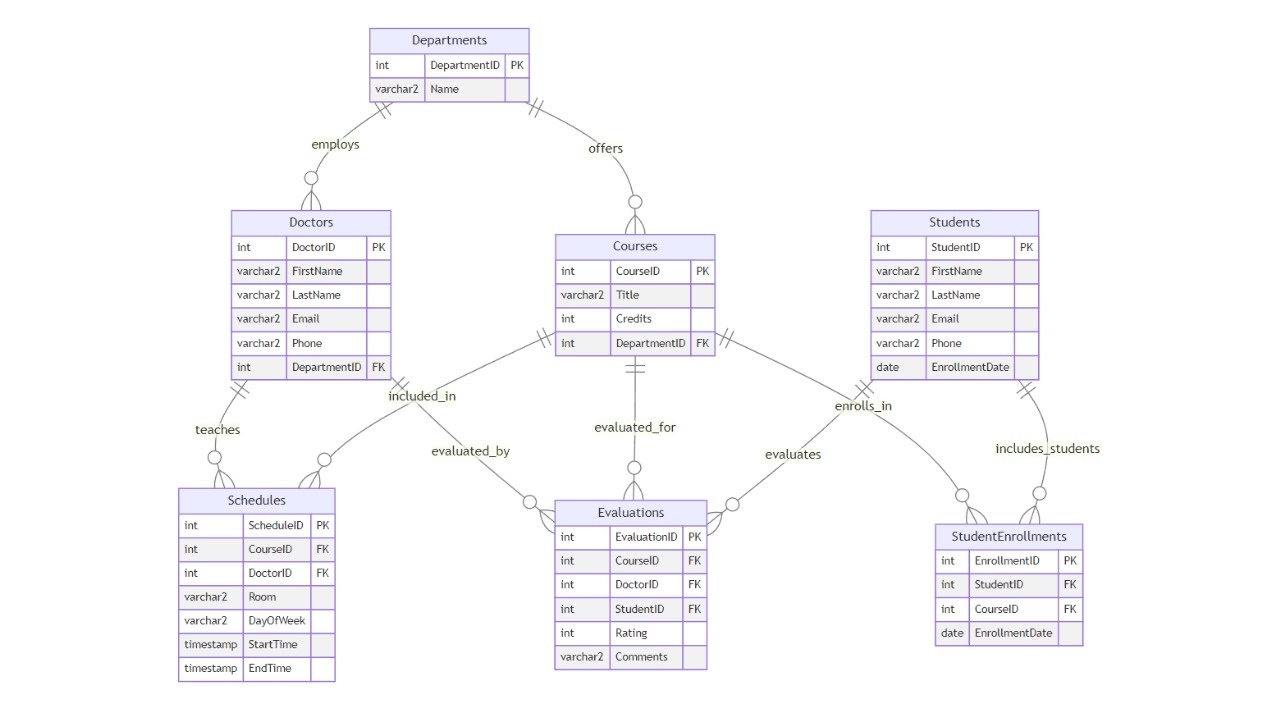 Departments
int DepartmentID PK
varchar2 Name
employs
offers
Doctors
int DoctorID PK
varchar2 FirstName
varchar2 LastName
varchar2 Email
varchar2 Phone
int DepartmentID FK
Courses
int CourseID PK
varchar2 Title
int Credits
int DepartmentID FK
Students
int StudentID PK
varchar2 FirstName
varchar2 LastName
varchar2 Email
varchar2 Phone
date EnrollmentDate
teaches
included_in
evaluated_by
evaluated_for
evaluates
enrolls_in
includes_students
Schedules
int ScheduleID PK
int CourseID FK
int DoctorID FK
varchar2 Room
varchar2 DayOfWeek
timestamp StartTime
timestamp EndTime
Evaluations
int EvaluationID PK
int CourseID FK
int DoctorID FK
int StudentID FK
int Rating
varchar2 Comments
StudentEnrollments
int EnrollmentID PK
int StudentID FK
int CourseID FK
date EnrollmentDate